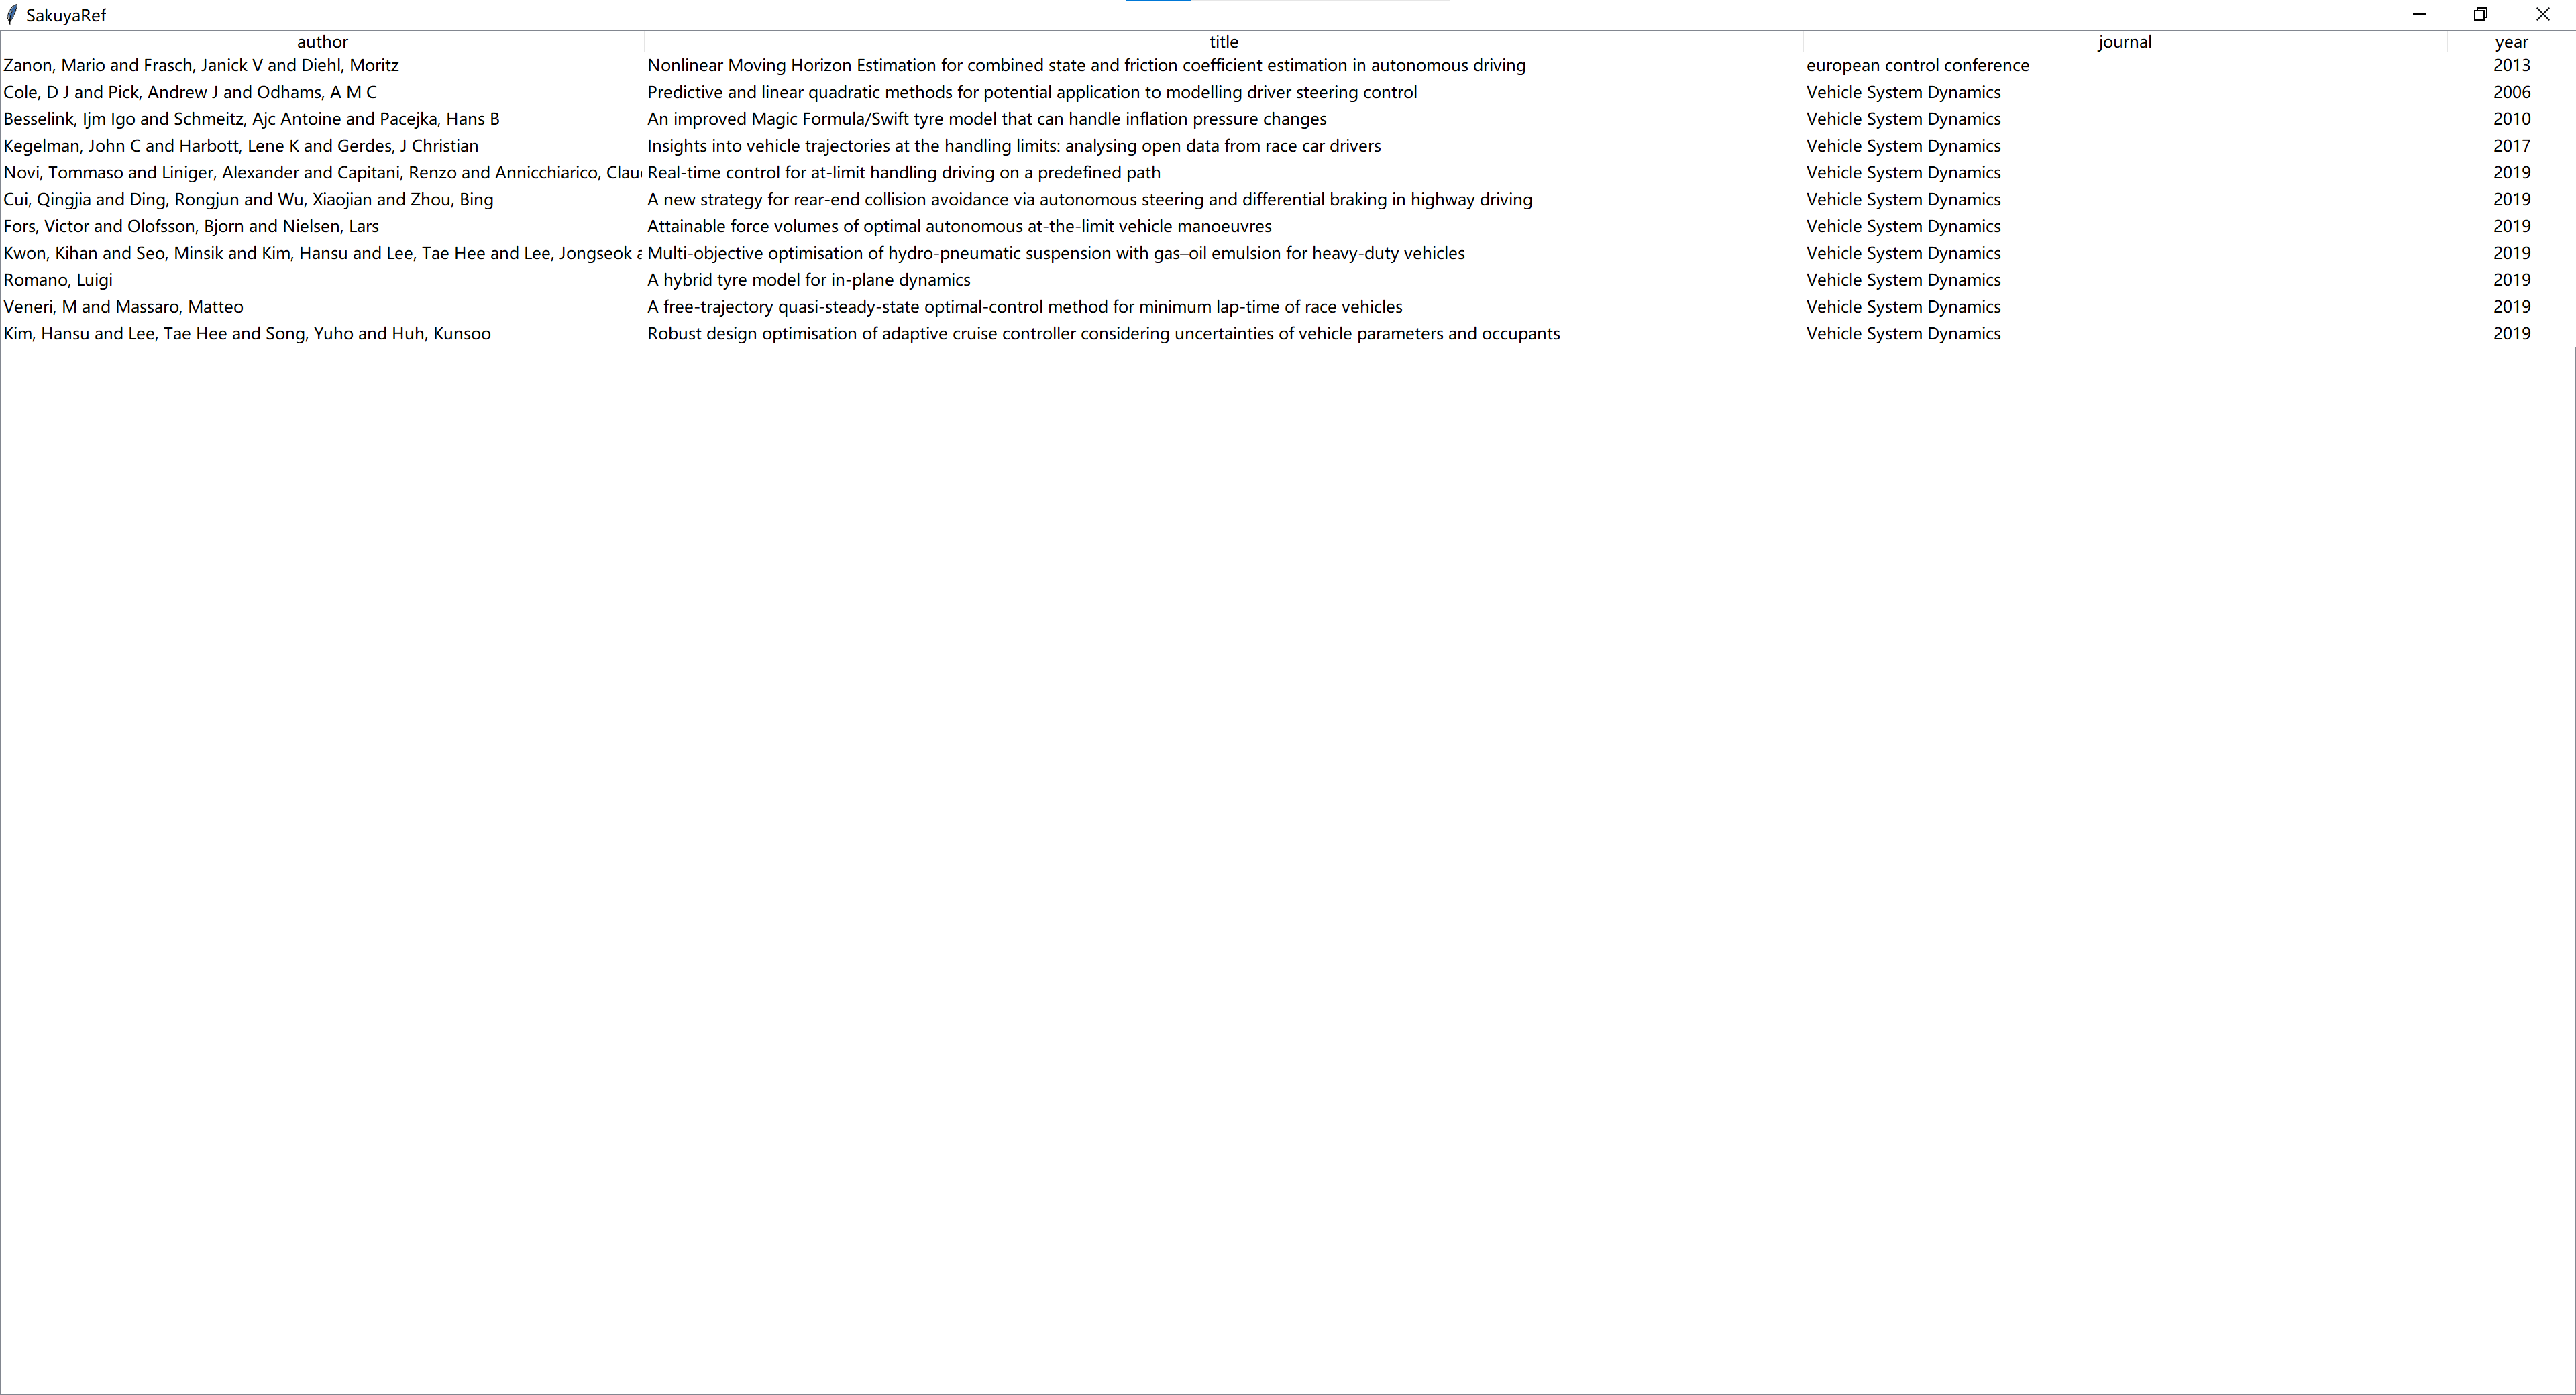 SakuyaRef
author title journal year
Zanon, Mario and Frasch, Janick V and Diehl, Moritz Nonlinear Moving Horizon Estimation for combined state and friction coefficient estimation in autonomous driving european control conference 2013
Cole, D J and Pick, Andrew J and Odhams, A M C Predictive and linear quadratic methods for potential application to modelling driver steering control Vehicle System Dynamics 2006
Besselink, Ijm Igo and Schmeitz, Ajc Antoine and Pacejka, Hans B An improved Magic Formula/Swift tyre model that can handle inflation pressure changes Vehicle System Dynamics 2010
Kegelman, John C and Harbott, Lene K and Gerdes, J Christian Insights into vehicle trajectories at the handling limits: analysing open data from race car drivers Vehicle System Dynamics 2017
Novi, Tommaso and Liniger, Alexander and Capitani, Renzo and Annicchiarico, Real-time control for at-limit handling driving on a predefined path Vehicle System Dynamics 2019
Cui, Qingjia and Ding, Rongjun and Wu, Xiaojian and Zhou, Bing A new strategy for rear-end collision avoidance via autonomous steering and differential braking in highway driving Vehicle System Dynamics 2019
Fors, Victor and Olofsson, Bjorn and Nielsen, Lars Attainable force volumes of optimal autonomous at-the-limit vehicle manoeuvres Vehicle System Dynamics 2019
Kwon, Kihan and Seo, Minsik and Kim, Hansu and Lee, Tae Hee and Lee, Jongseok Multi-objective optimisation of hydro-pneumatic suspension with gas–oil emulsion for heavy-duty vehicles Vehicle System Dynamics 2019
Romano, Luigi A hybrid tyre model for in-plane dynamics Vehicle System Dynamics 2019
Veneri, M and Massaro, Matteo A free-trajectory quasi-steady-state optimal-control method for minimum lap-time of race vehicles Vehicle System Dynamics 2019
Kim, Hansu and Lee, Tae Hee and Song, Yuho and Huh, Kunsoo Robust design optimisation of adaptive cruise controller considering uncertainties of vehicle parameters and occupants Vehicle System Dynamics 2019